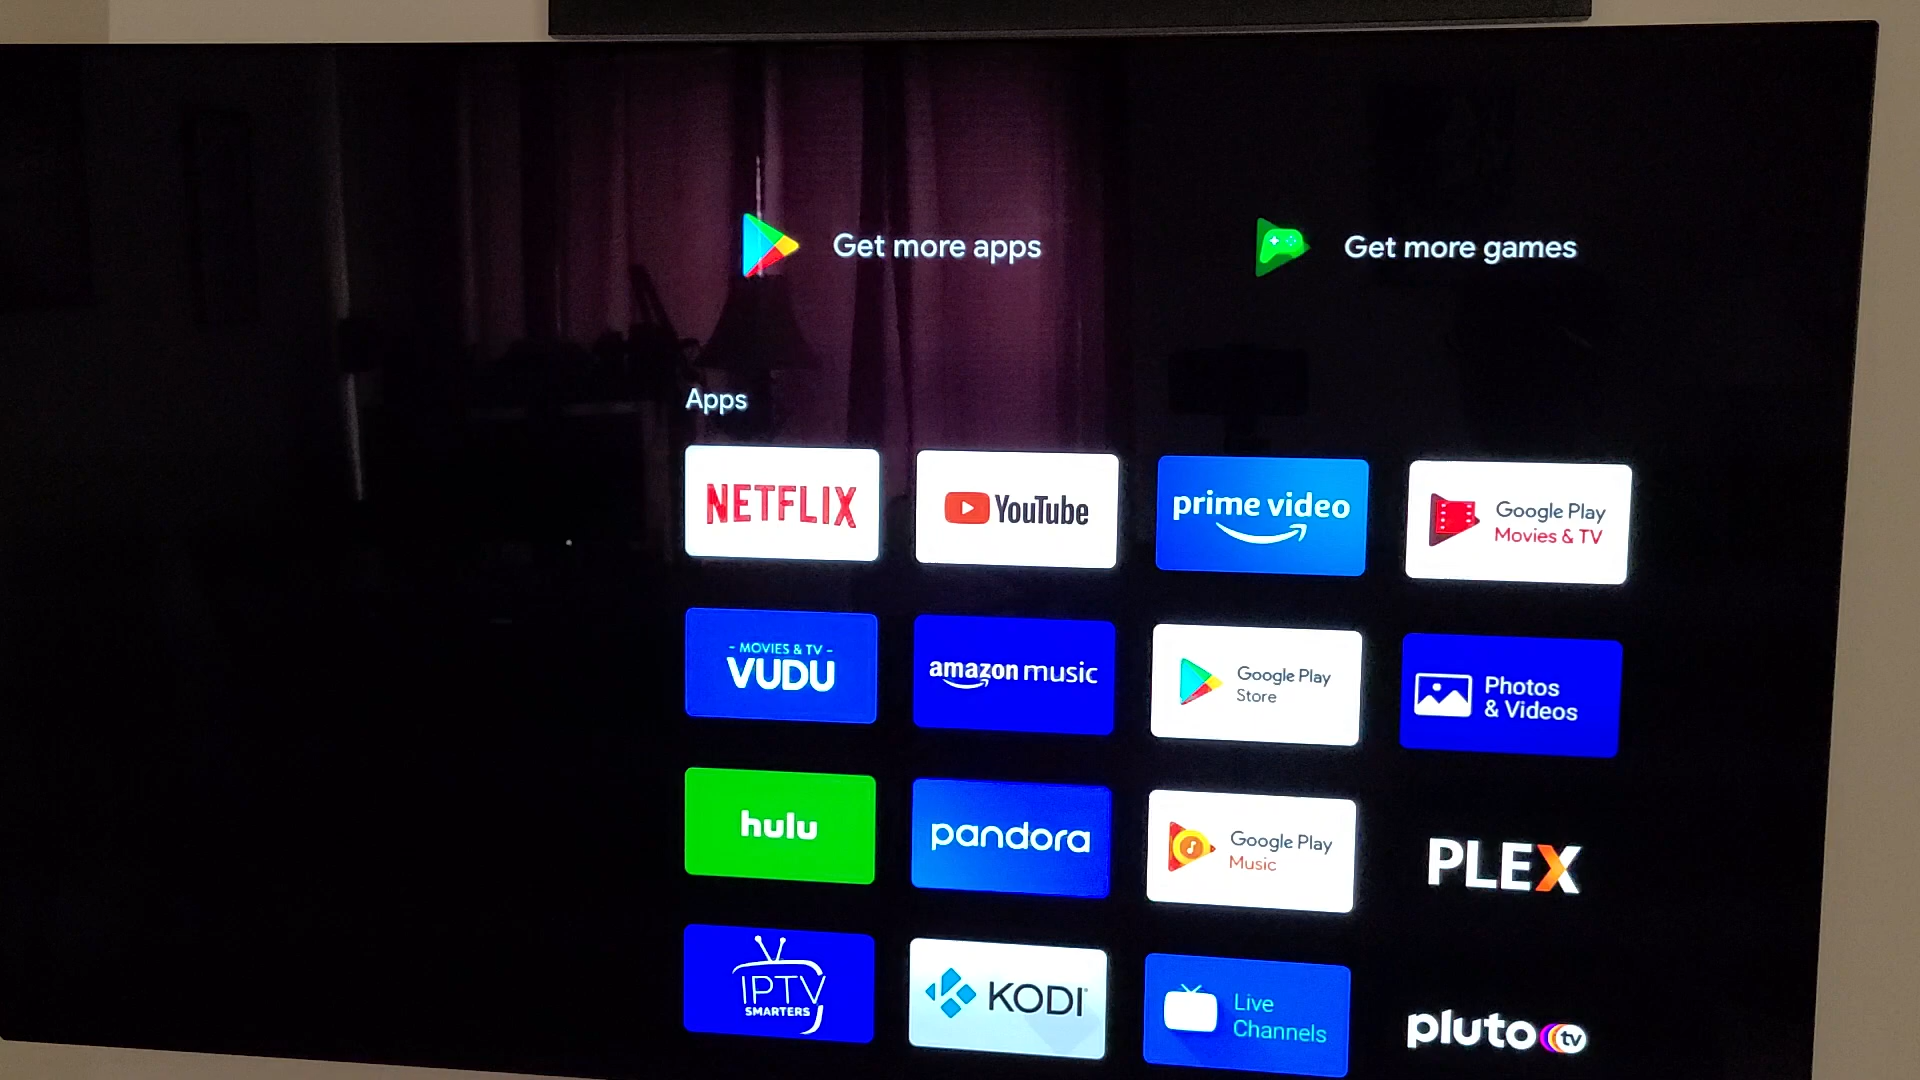 Get more apps
Get more games
Apps
NETFLIX
YouTube
prime video
Google Play
Movies & TV
- MOVIES & TV -
VUDU
amazon music
Google Play
Store
Photos
& Videos
hulu
pandora
Google Play
Music
PLEX
IPTV
SMARTERS
KODI
Live
Channels
pluto tv